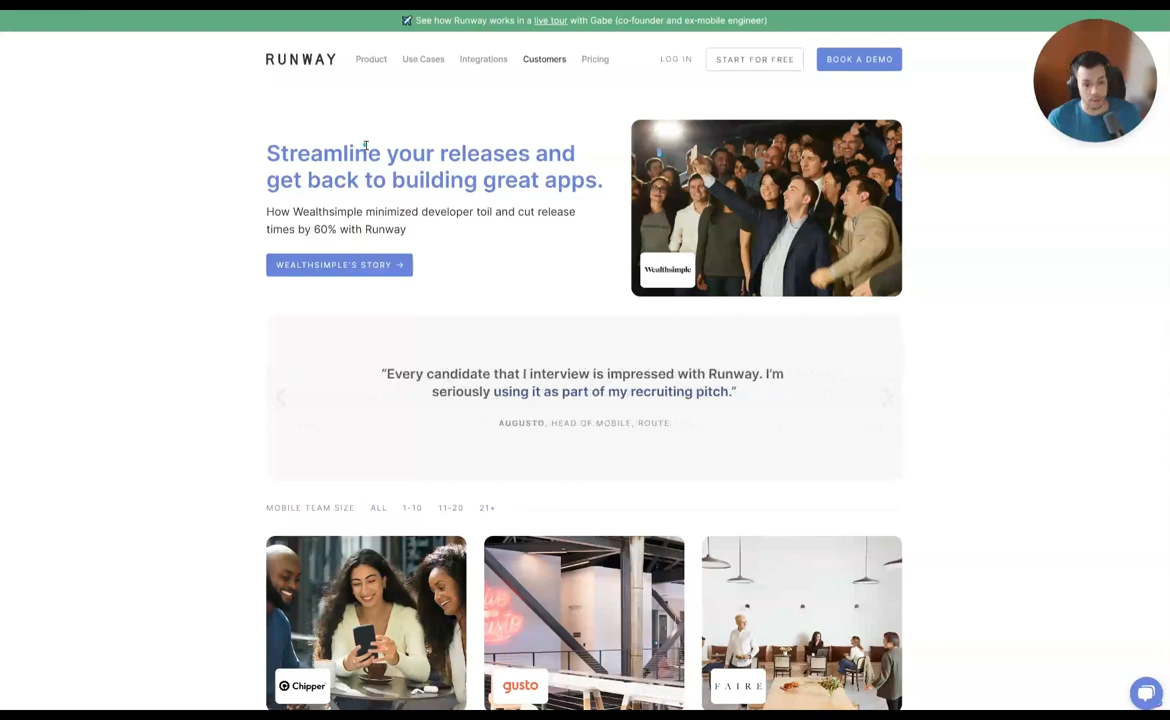 See how Runway works in a live tour with Gabe (co-founder and ex-mobile engineer)
RUNWAY
Product
Use Cases
Integrations
Customers
Pricing
LOG IN
START FOR FREE
BOOK A DEMO
Streamline your releases and
get back to building great apps.
How Wealthsimple minimized developer toil and cut release
times by 60% with Runway
WEALTHSIMPLE'S STORY →
Wealthsimple
“Every candidate that I interview is impressed with Runway. I’m
seriously using it as part of my recruiting pitch.”
AUGUSTO, HEAD OF MOBILE, ROUTE
MOBILE TEAM SIZE
ALL
1-10
11-20
21+
Chipper
gusto
FAIRE